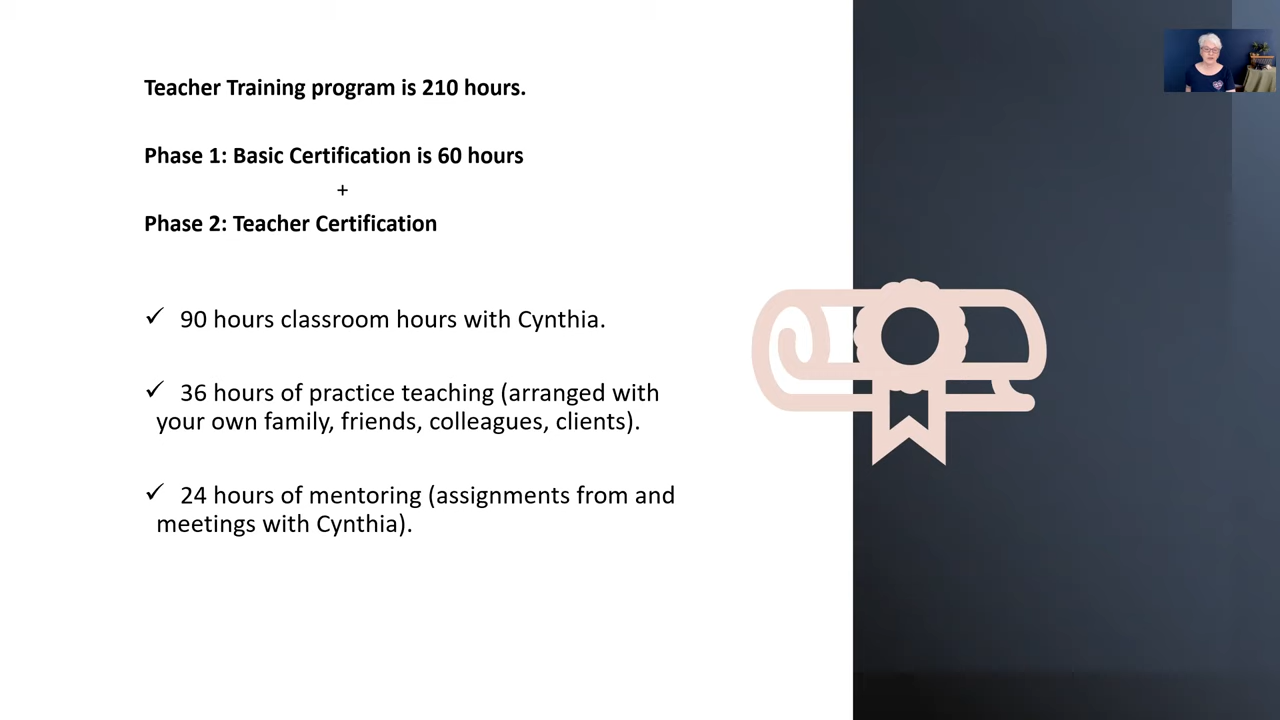 Teacher Training program is 210 hours.
Phase 1: Basic Certification is 60 hours
+
Phase 2: Teacher Certification
✓ 90 hours classroom hours with Cynthia.
✓ 36 hours of practice teaching (arranged with
your own family, friends, colleagues, clients).
✓ 24 hours of mentoring (assignments from and
meetings with Cynthia).